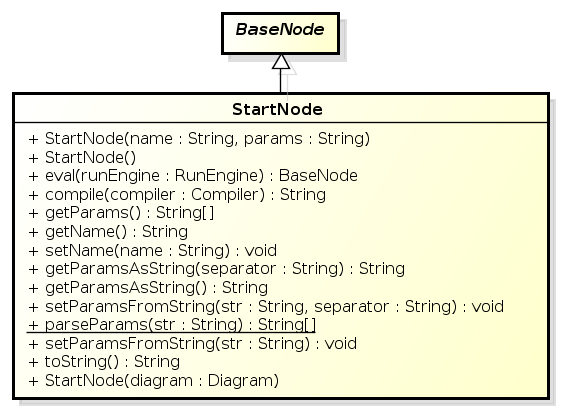 BaseNode
StartNode
+ StartNode(name : String, params : String)
+ StartNode()
+ eval(runEngine : RunEngine) : BaseNode
+ compile(compiler : Compiler) : String
+ getParams() : String[]
+ getName() : String
+ setName(name : String) : void
+ getParamsAsString(separator : String) : String
+ getParamsAsString() : String
+ setParamsFromString(str : String, separator : String) : void
+ parseParams(str : String) : String[]
+ setParamsFromString(str : String) : void
+ toString() : String
+ StartNode(diagram : Diagram)